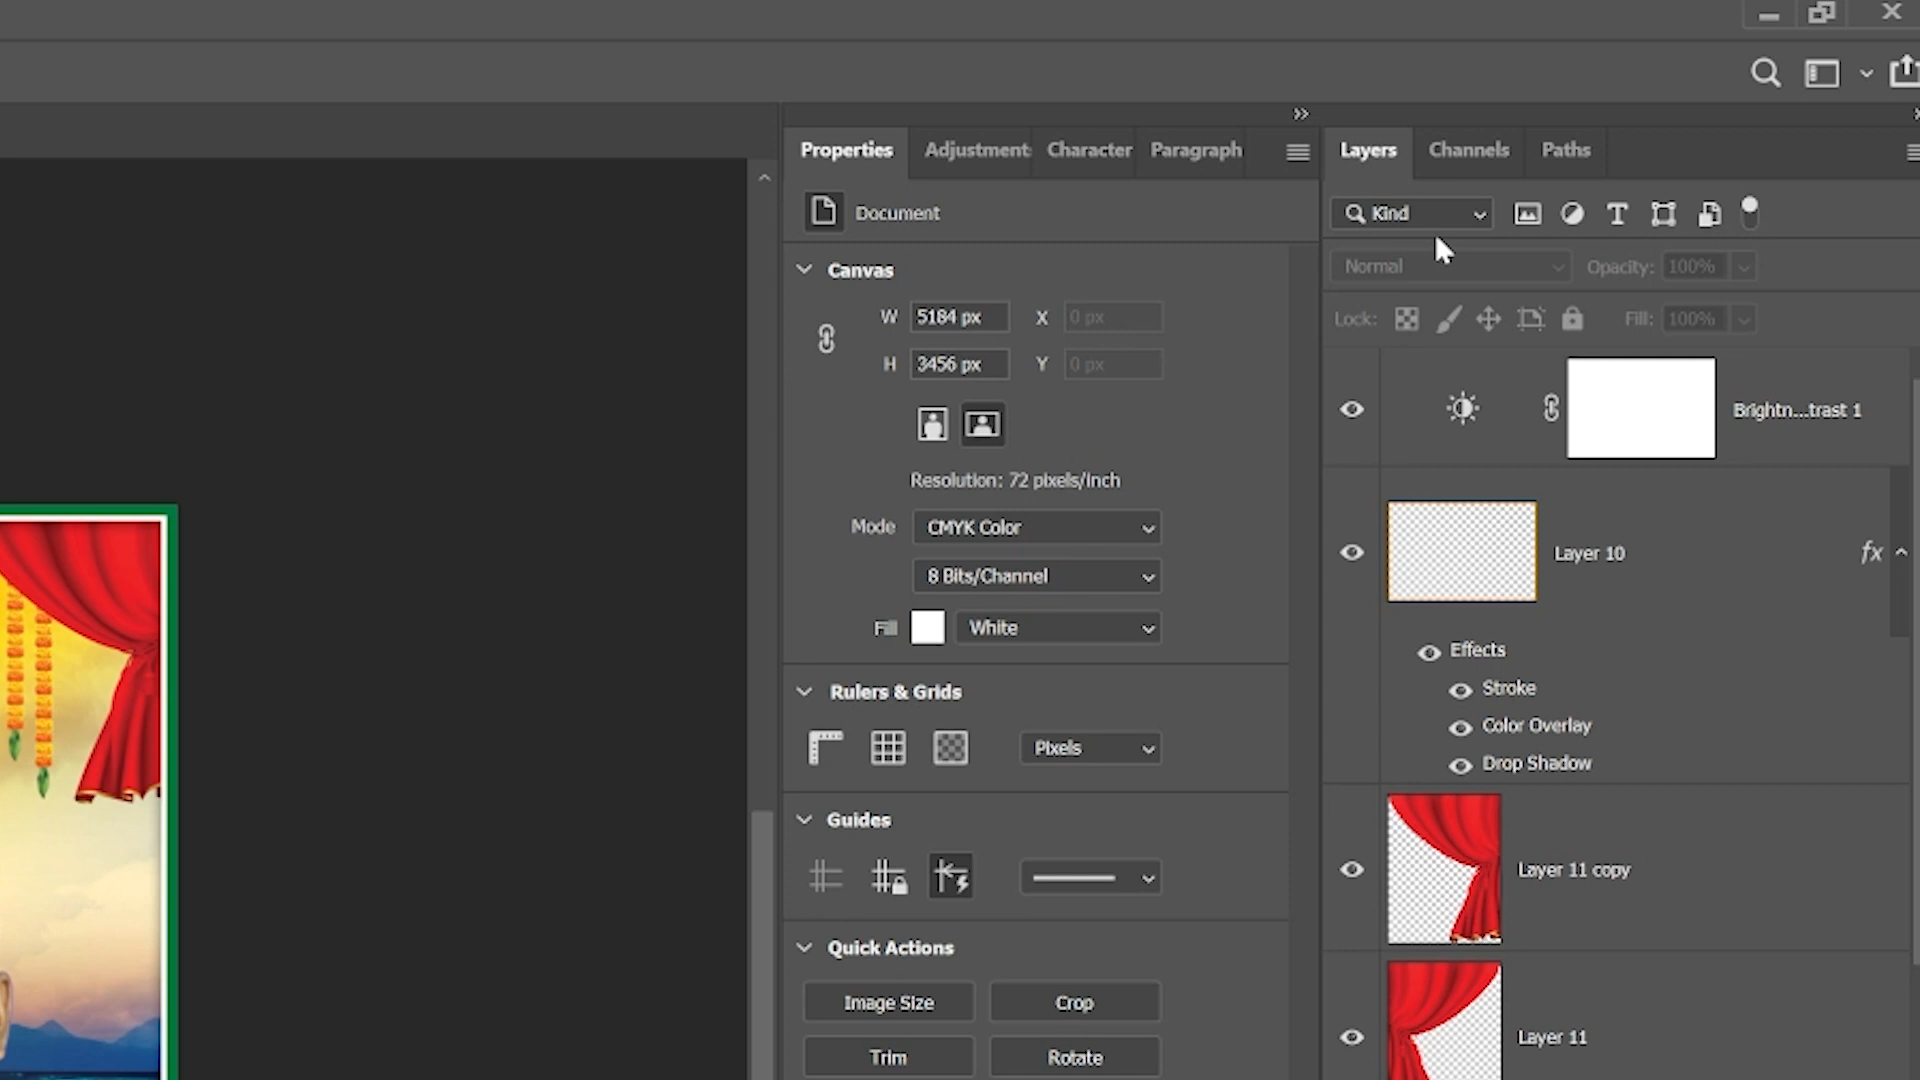 Properties Adjustment: Character Paragraph
Document
Canvas
W 5184 px X 0 px
H 3456 px Y 0 px
Resolution: 72 pixels/inch
Mode CMYK Color
8 Bits/Channel
Fill White
Rulers & Grids
Pixels
Guides
Quick Actions
Image Size Crop
Trim Rotate
Layers Channels Paths
Kind
Normal Opacity: 100%
Lock: Fill: 100%
Brightn...trast 1
Layer 10 fx
Effects
Stroke
Color Overlay
Drop Shadow
Layer 11 copy
Layer 11